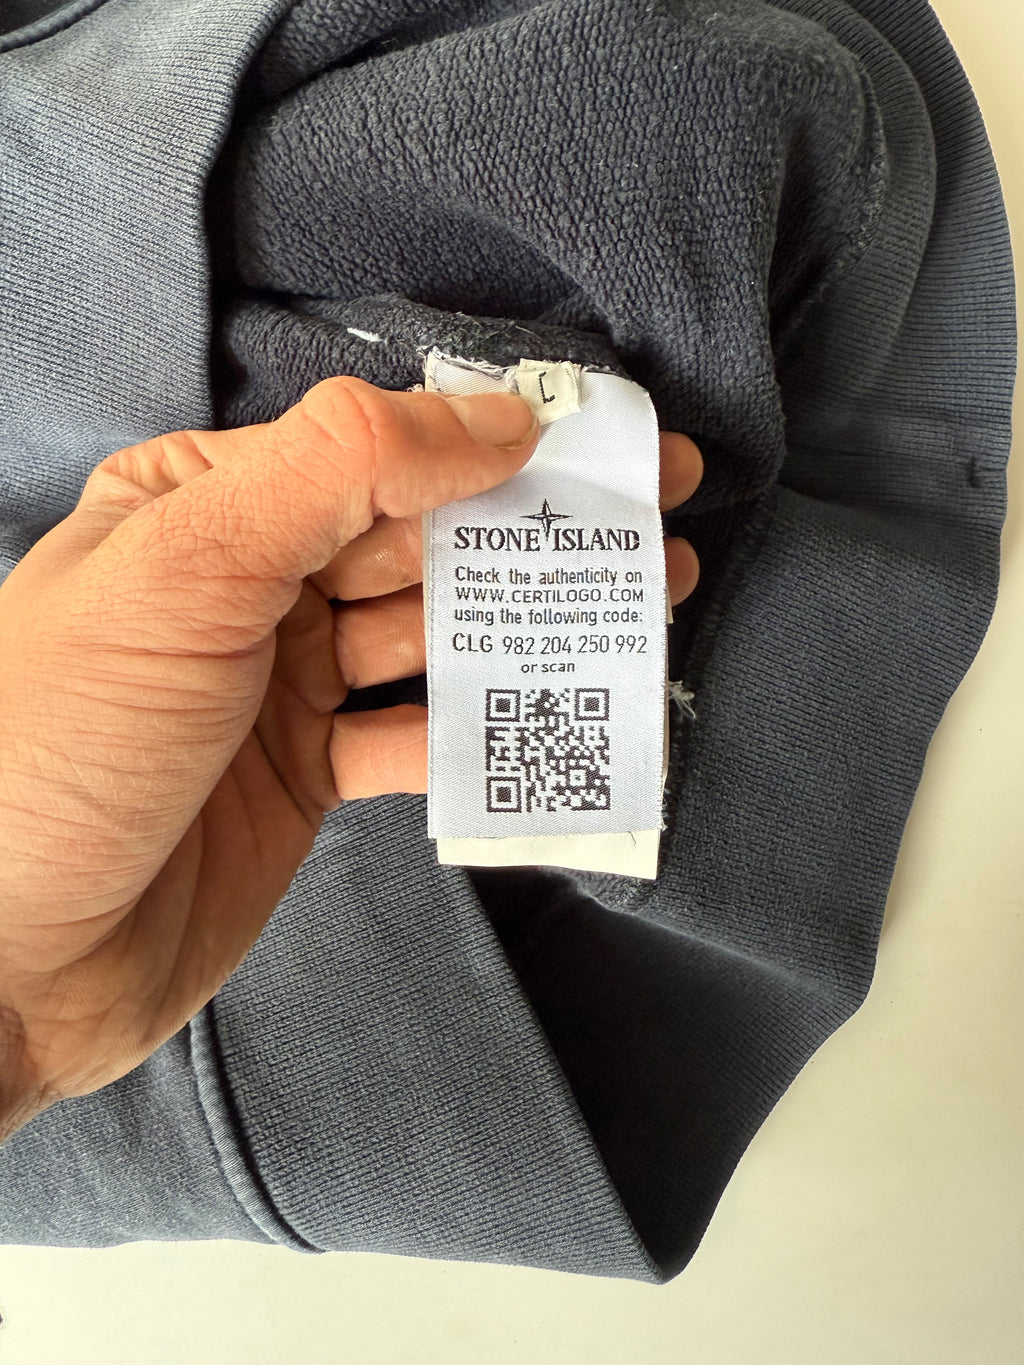 L
STONE ISLAND
Check the authenticity on
WWW.CERTILOGO.COM
using the following code:
CLG 982 204 250 992
or scan